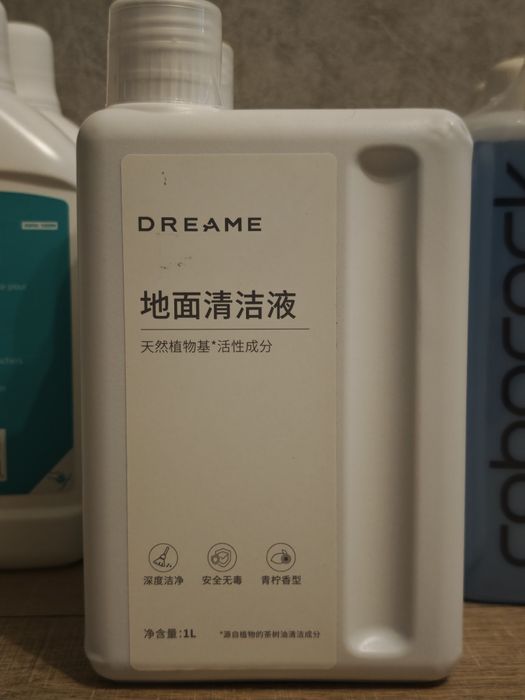 DREAME
地面清洁液
天然植物基*活性成分
深度洁净
安全无毒
青柠香型
净含量:1L
*源自植物的茶树油清洁成分
roborock